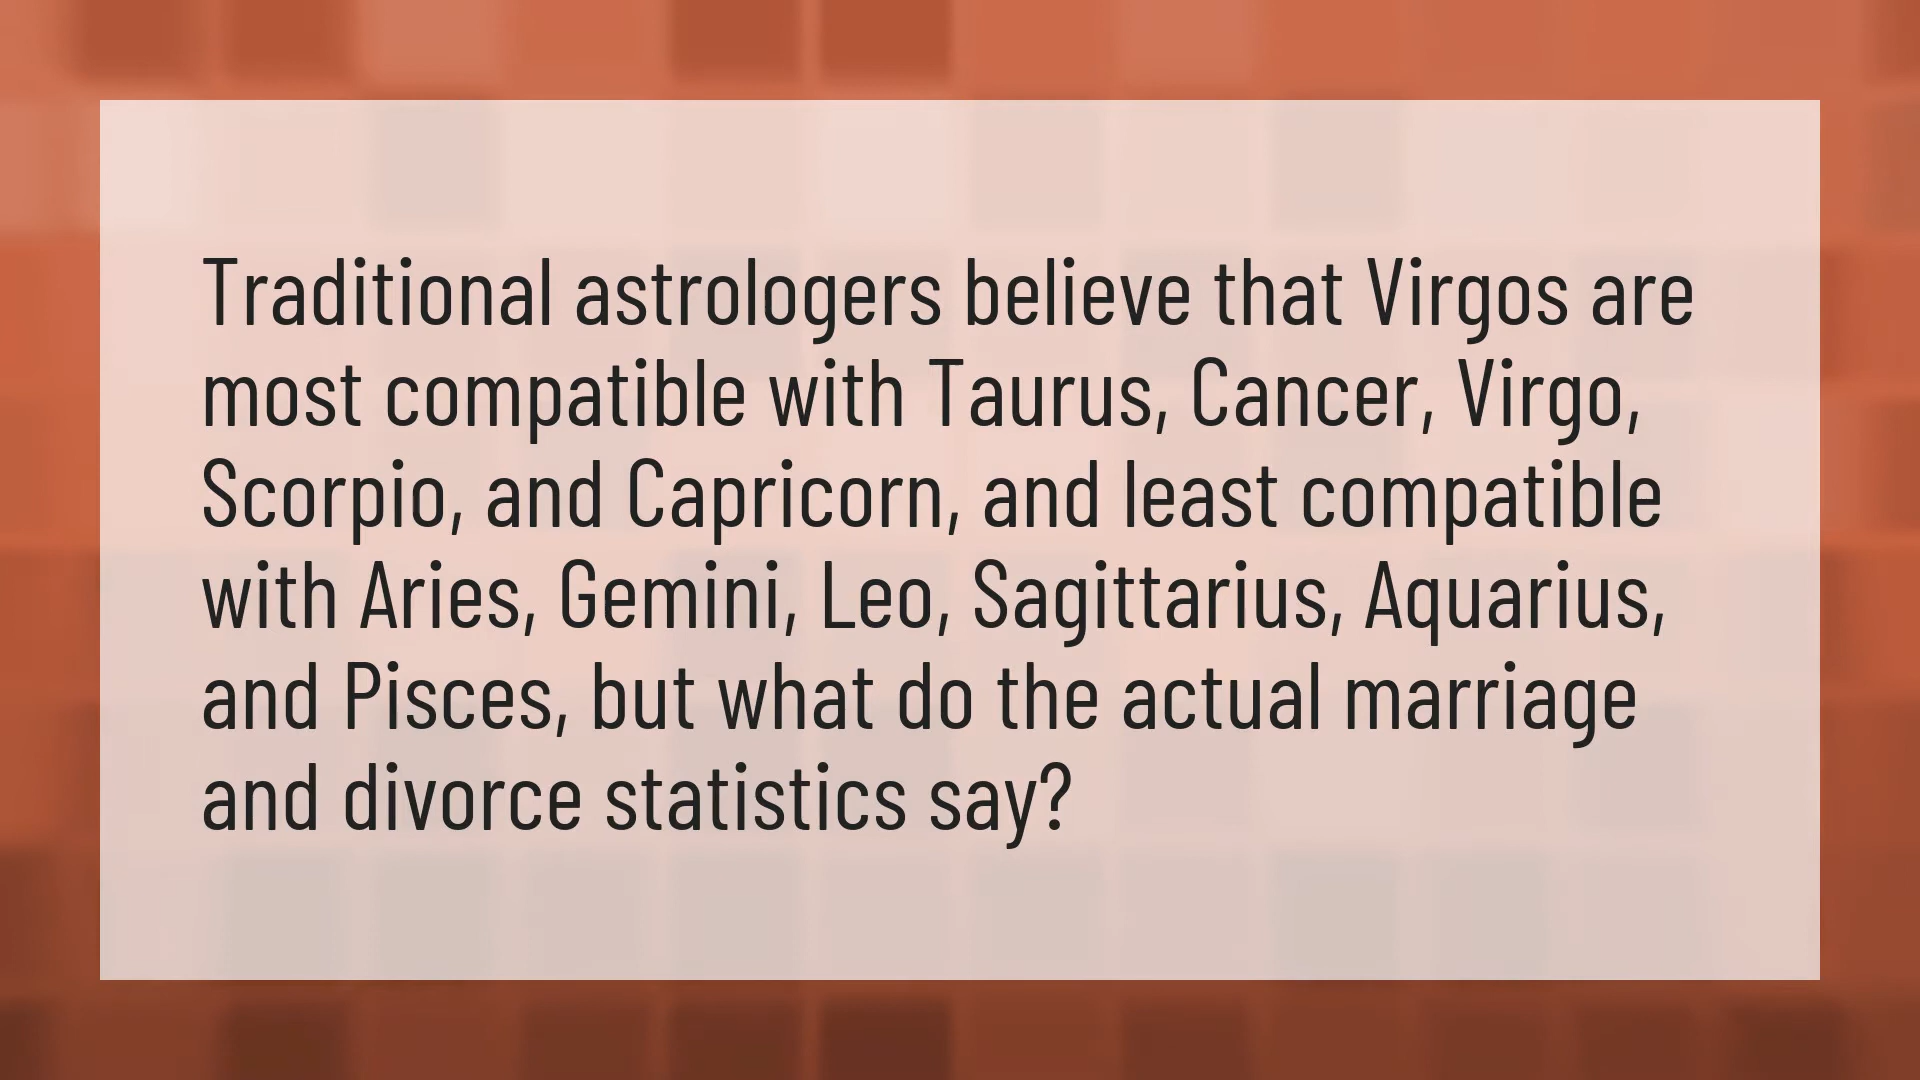 Traditional astrologers believe that Virgos are
most compatible with Taurus, Cancer, Virgo,
Scorpio, and Capricorn, and least compatible
with Aries, Gemini, Leo, Sagittarius, Aquarius,
and Pisces, but what do the actual marriage
and divorce statistics say?